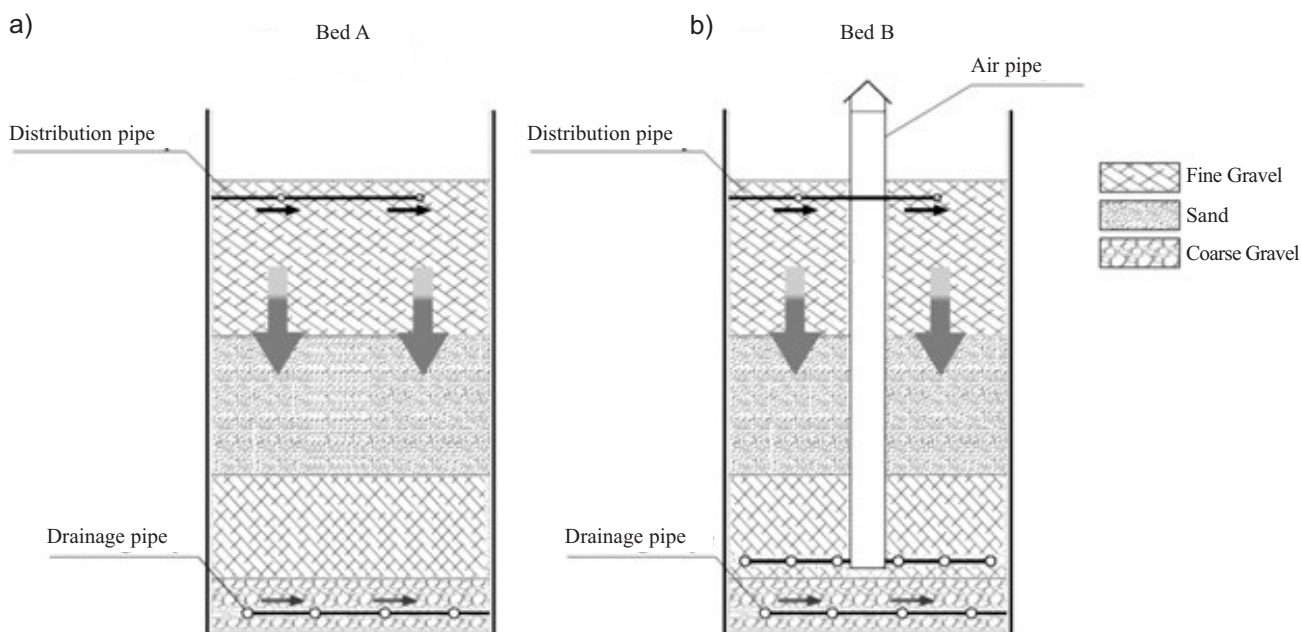 a)
Bed A
Distribution pipe
Drainage pipe
b)
Bed B
Air pipe
Distribution pipe
Drainage pipe
Fine Gravel
Sand
Coarse Gravel